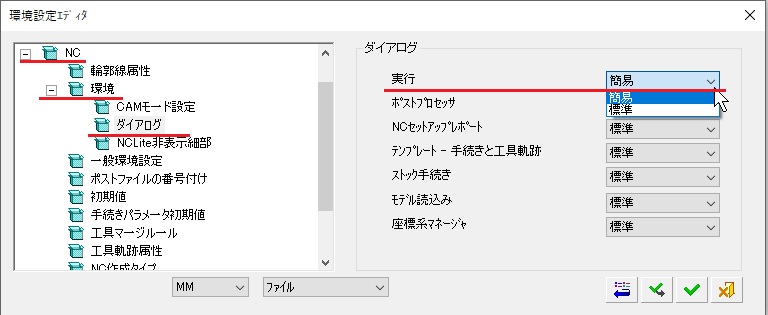 環境設定ｴﾃﾞｨﾀ
NC
輪郭線属性
環境
CAMモード設定
ダイアログ
NCLite非表示細部
一般環境設定
ポストファイルの番号付け
初期値
手続きパラメータ初期値
工具マージルール
工具軌跡属性
NC作成タイプ
MM
ファイル
ダイアログ
実行
簡易
簡易
標準
ﾎﾟｽﾄﾌﾟﾛｾｯｻ
NCｾｯﾄｱｯﾌﾟﾚﾎﾟｰﾄ
標準
ﾃﾝﾌﾟﾚｰﾄ - 手続きと工具軌跡
標準
ｽﾄｯｸ手続き
標準
ﾓﾃﾞﾙ読込み
標準
座標系ﾏﾈｰｼﾞｬ
標準